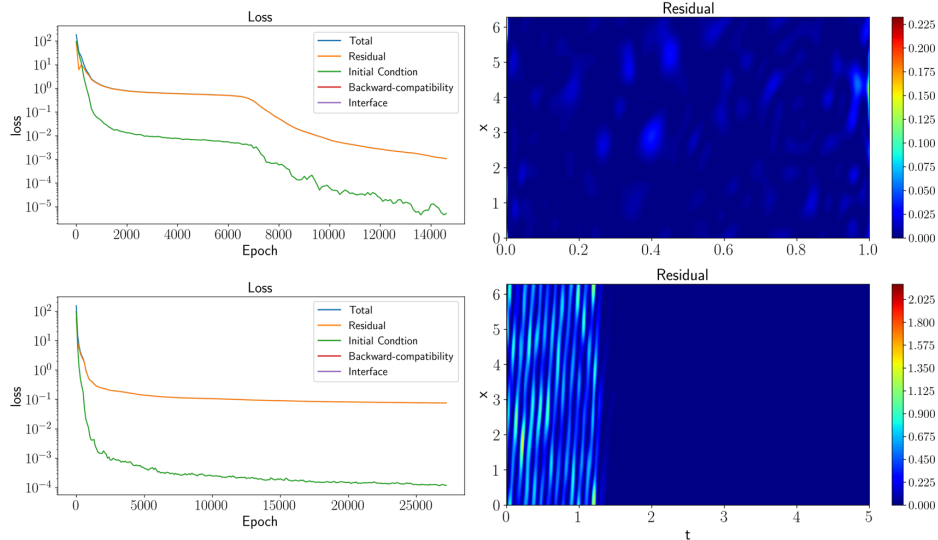 Loss
10^2
10^1
10^0
10^-1
10^-2
10^-3
10^-4
10^-5
loss
0 2000 4000 6000 8000 10000 12000 14000
Epoch
Total
Residual
Initial Condtion
Backward-compatibility
Interface
Residual
6
5
4
3
2
1
0
x
0.0 0.2 0.4 0.6 0.8 1.0
0.225
0.200
0.175
0.150
0.125
0.100
0.075
0.050
0.025
0.000
Loss
10^2
10^1
10^0
10^-1
10^-2
10^-3
10^-4
loss
0 5000 10000 15000 20000 25000
Epoch
Total
Residual
Initial Condtion
Backward-compatibility
Interface
Residual
6
5
4
3
2
1
0
x
0 1 2 3 4 5
t
2.025
1.800
1.575
1.350
1.125
0.900
0.675
0.450
0.225
0.000